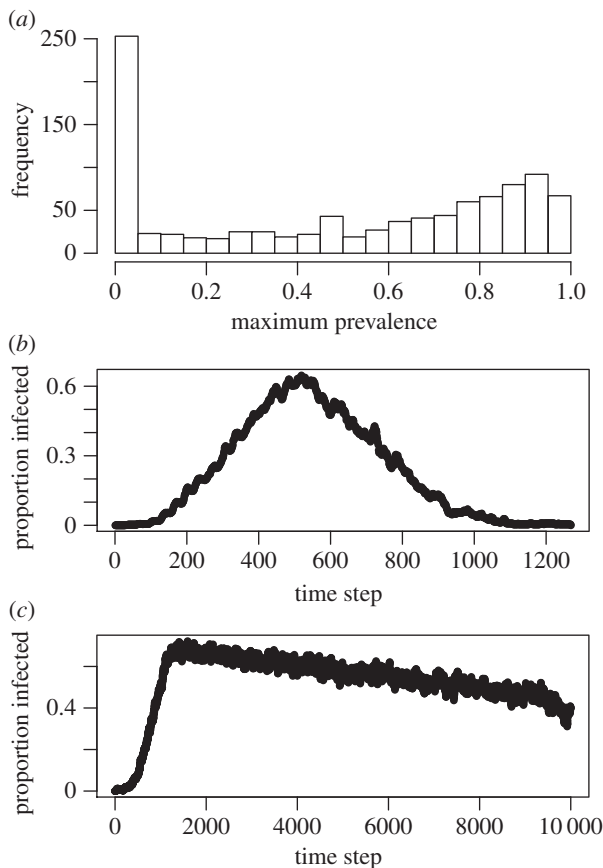 (a)
250
150
50
0
frequency
0 0.2 0.4 0.6 0.8 1.0
maximum prevalence
(b)
0.6
0.3
0
proportion infected
0 200 400 600 800 1000 1200
time step
(c)
0.4
0
proportion infected
0 2000 4000 6000 8000 10 000
time step